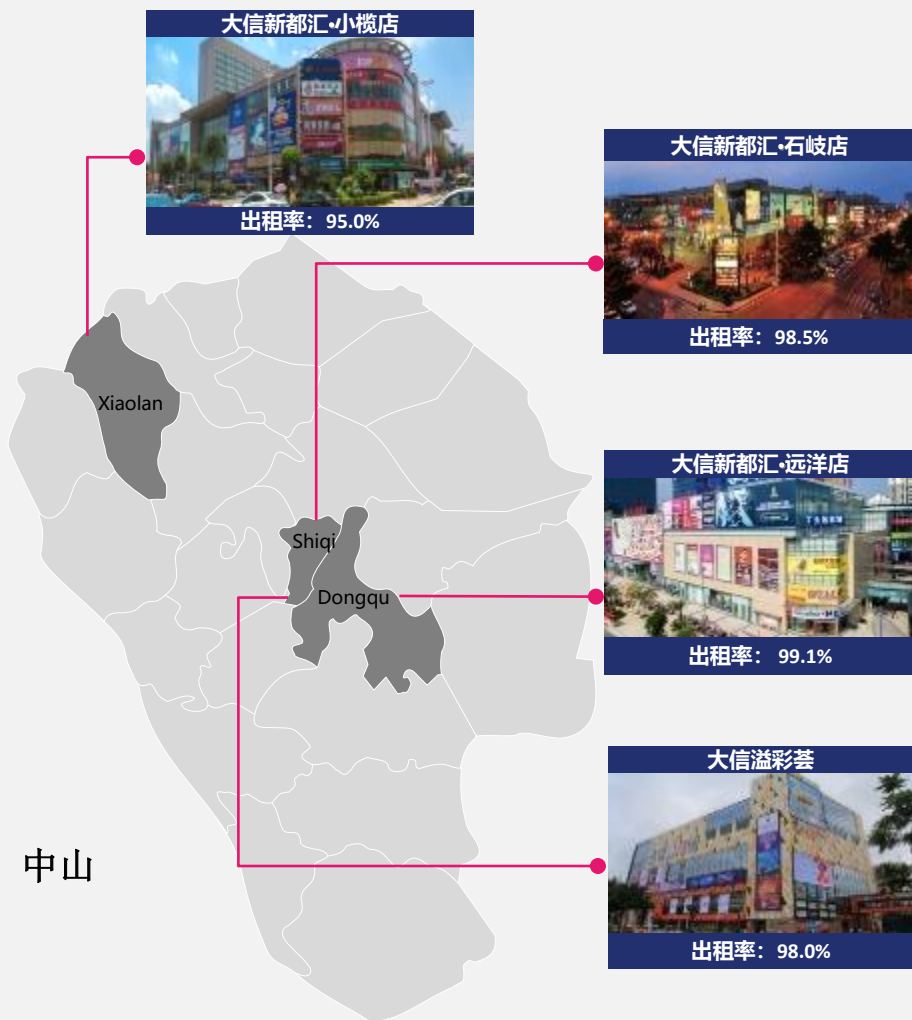 大信新都汇·小榄店
出租率：95.0%
大信新都汇·石岐店
出租率：98.5%
Xiaolan
大信新都汇·远洋店
出租率：99.1%
Shiqi
Dongqu
大信溢彩荟
出租率：98.0%
中山